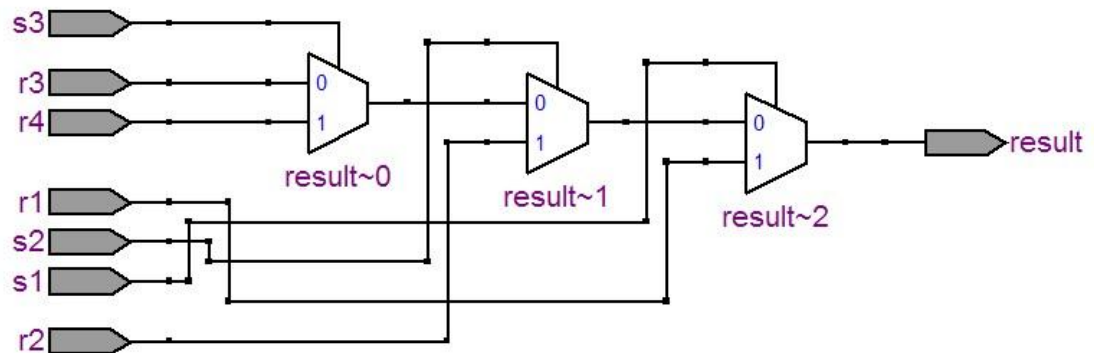 s3
r3
0
r4
1
result~0
0
1
result~1
0
1
result~2
result
r1
s2
s1
r2